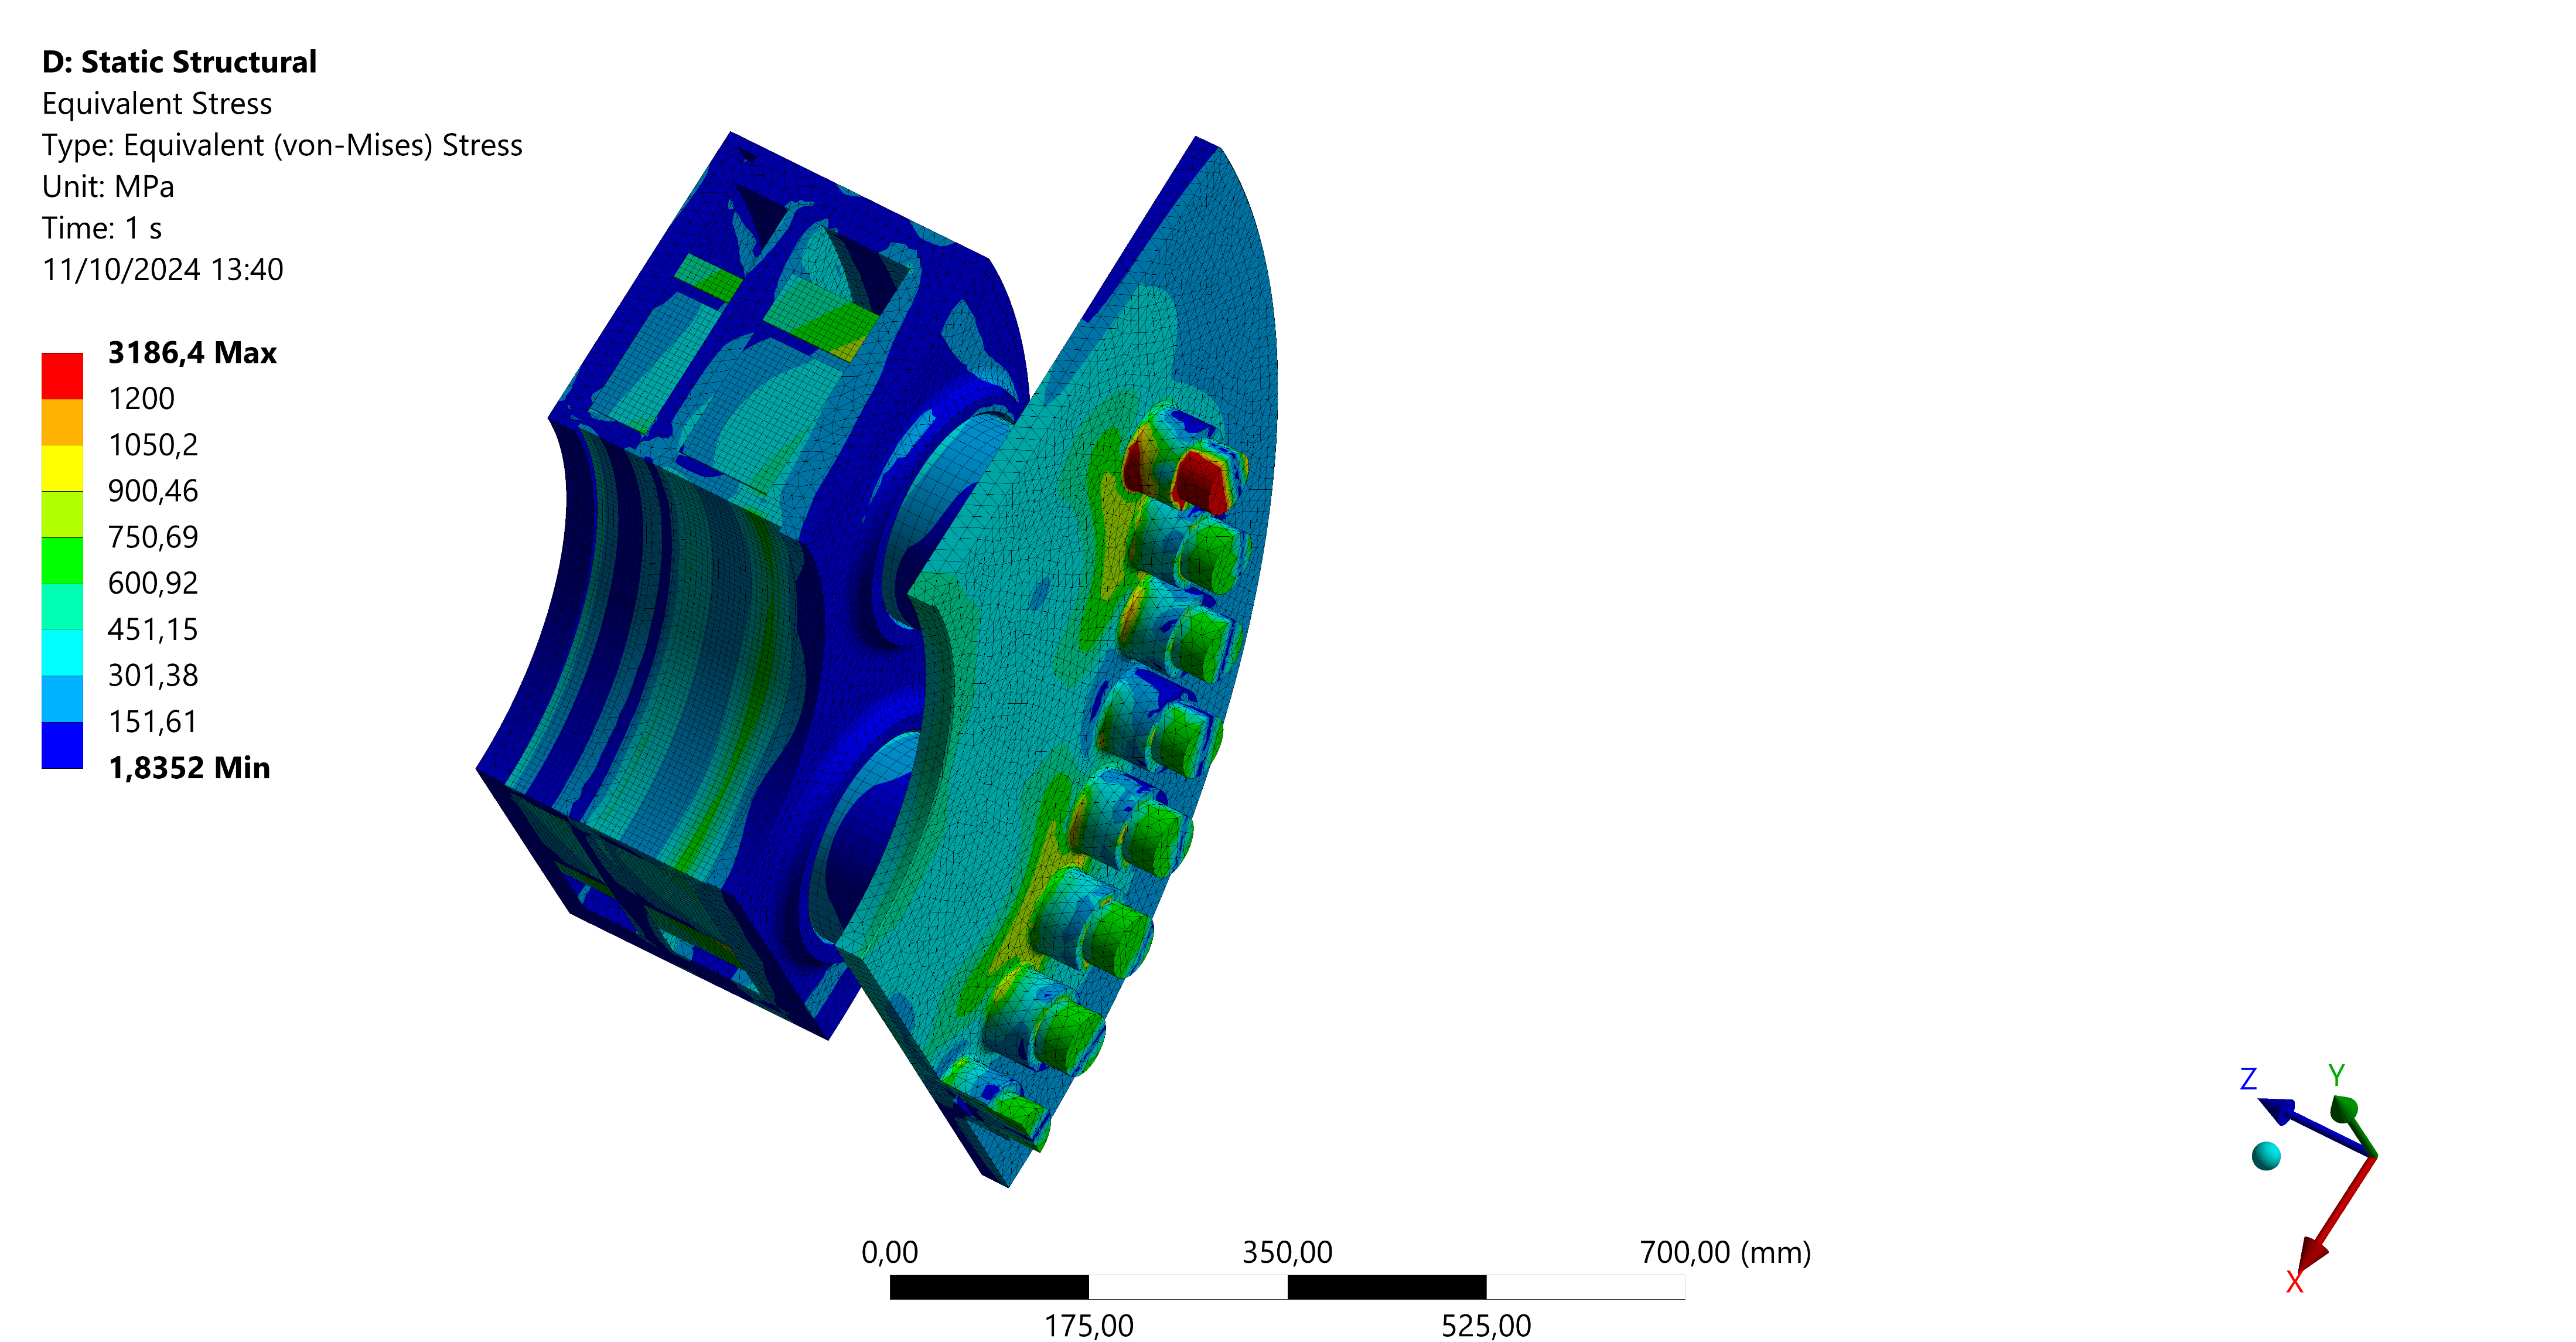 D: Static Structural
Equivalent Stress
Type: Equivalent (von-Mises) Stress
Unit: MPa
Time: 1 s
11/10/2024 13:40
3186,4 Max
1200
1050,2
900,46
750,69
600,92
451,15
301,38
151,61
1,8352 Min
Z
Y
X
0,00
350,00
700,00 (mm)
175,00
525,00